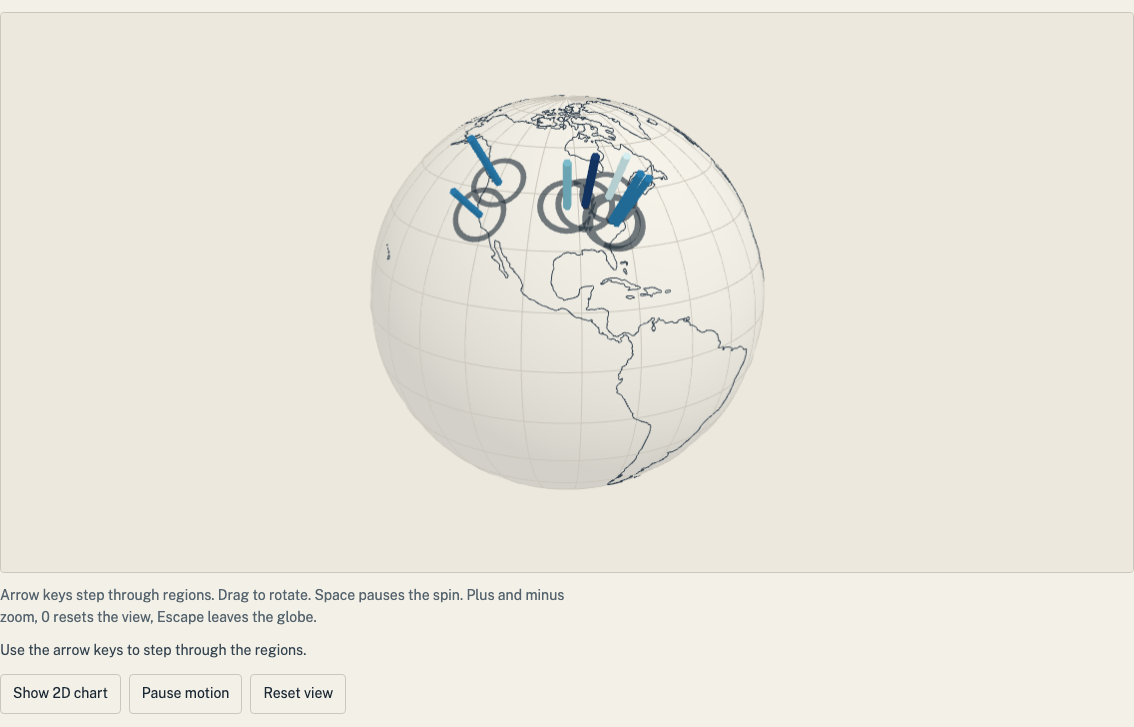 Arrow keys step through regions. Drag to rotate. Space pauses the spin. Plus and minus
zoom, 0 resets the view, Escape leaves the globe.
Use the arrow keys to step through the regions.
Show 2D chart
Pause motion
Reset view